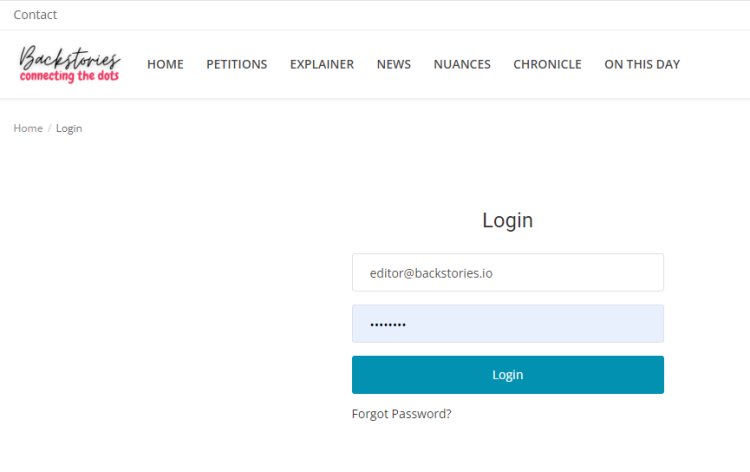 Contact
Backstories
connecting the dots
HOME PETITIONS EXPLAINER NEWS NUANCES CHRONICLE ON THIS DAY
Home / Login
Login
editor@backstories.io
••••••••
Login
Forgot Password?